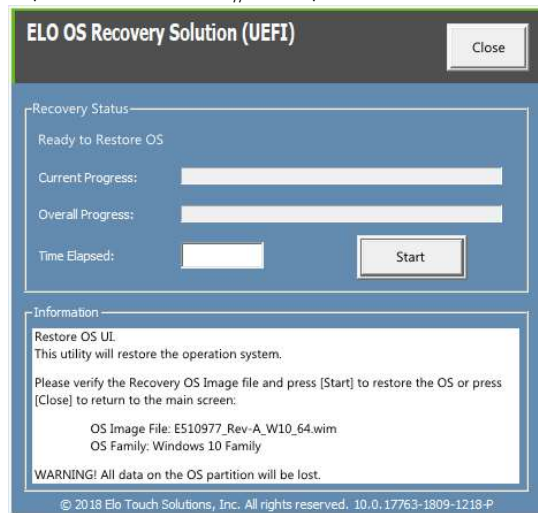 ELO OS Recovery Solution (UEFI)
Close
Recovery Status
Ready to Restore OS
Current Progress:
Overall Progress:
Time Elapsed:
Start
Information
Restore OS UI.
This utility will restore the operation system.
Please verify the Recovery OS Image file and press [Start] to restore the OS or press
[Close] to return to the main screen:
OS Image File: E510977_Rev-A_W10_64.wim
OS Family: Windows 10 Family
WARNING! All data on the OS partition will be lost.
© 2018 Elo Touch Solutions, Inc. All rights reserved. 10.0.17763-1809-1218-P